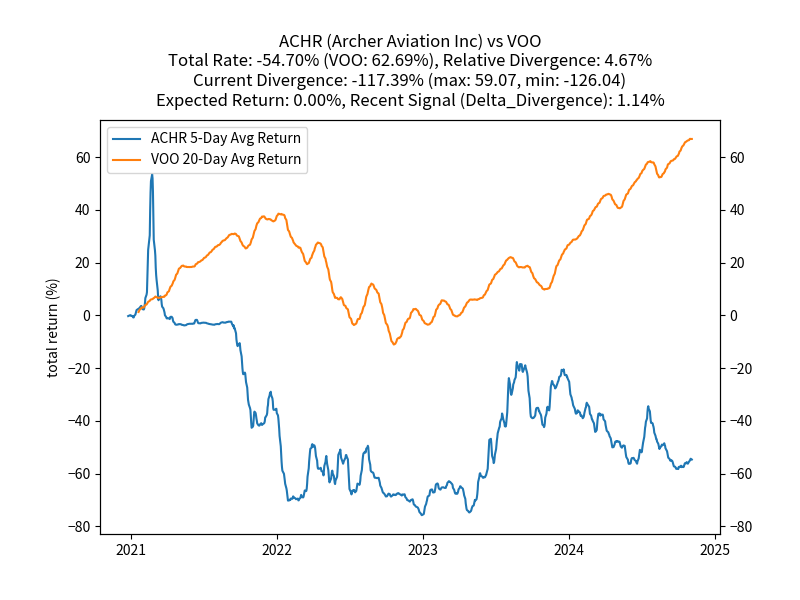 ACHR (Archer Aviation Inc) vs VOO
Total Rate: -54.70% (VOO: 62.69%), Relative Divergence: 4.67%
Current Divergence: -117.39% (max: 59.07, min: -126.04)
Expected Return: 0.00%, Recent Signal (Delta_Divergence): 1.14%
ACHR 5-Day Avg Return
VOO 20-Day Avg Return
total return (%)
60 60
40 40
20 20
0 0
−20 −20
−40 −40
−60 −60
−80 −80
2021 2022 2023 2024 2025